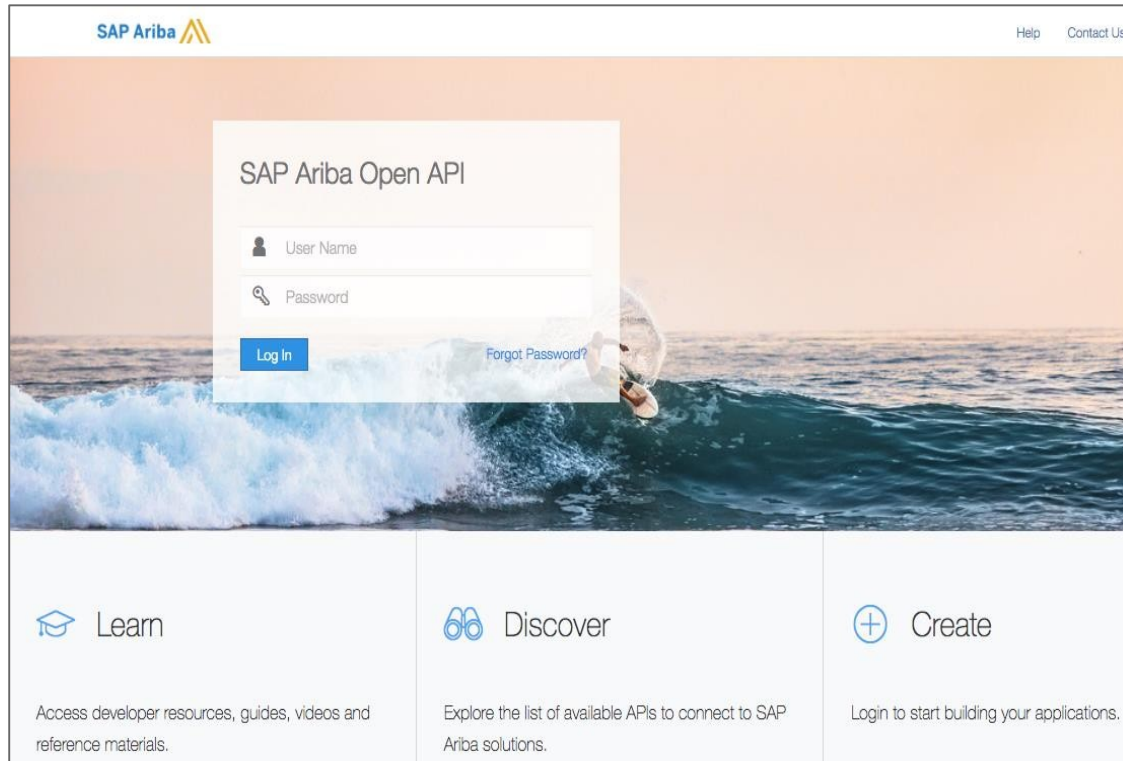 SAP Ariba
Help
Contact Us
SAP Ariba Open API
User Name
Password
Log In
Forgot Password?
Learn
Access developer resources, guides, videos and
reference materials.
Discover
Explore the list of available APIs to connect to SAP
Ariba solutions.
Create
Login to start building your applications.